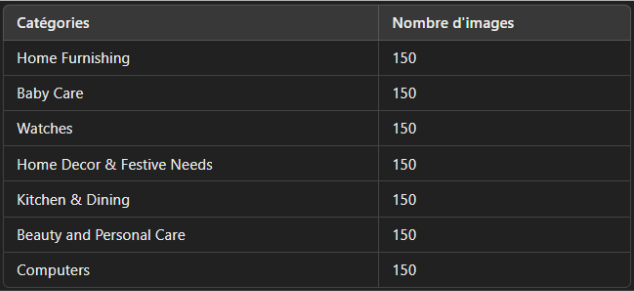 Catégories Nombre d'images
Home Furnishing 150
Baby Care 150
Watches 150
Home Decor & Festive Needs 150
Kitchen & Dining 150
Beauty and Personal Care 150
Computers 150